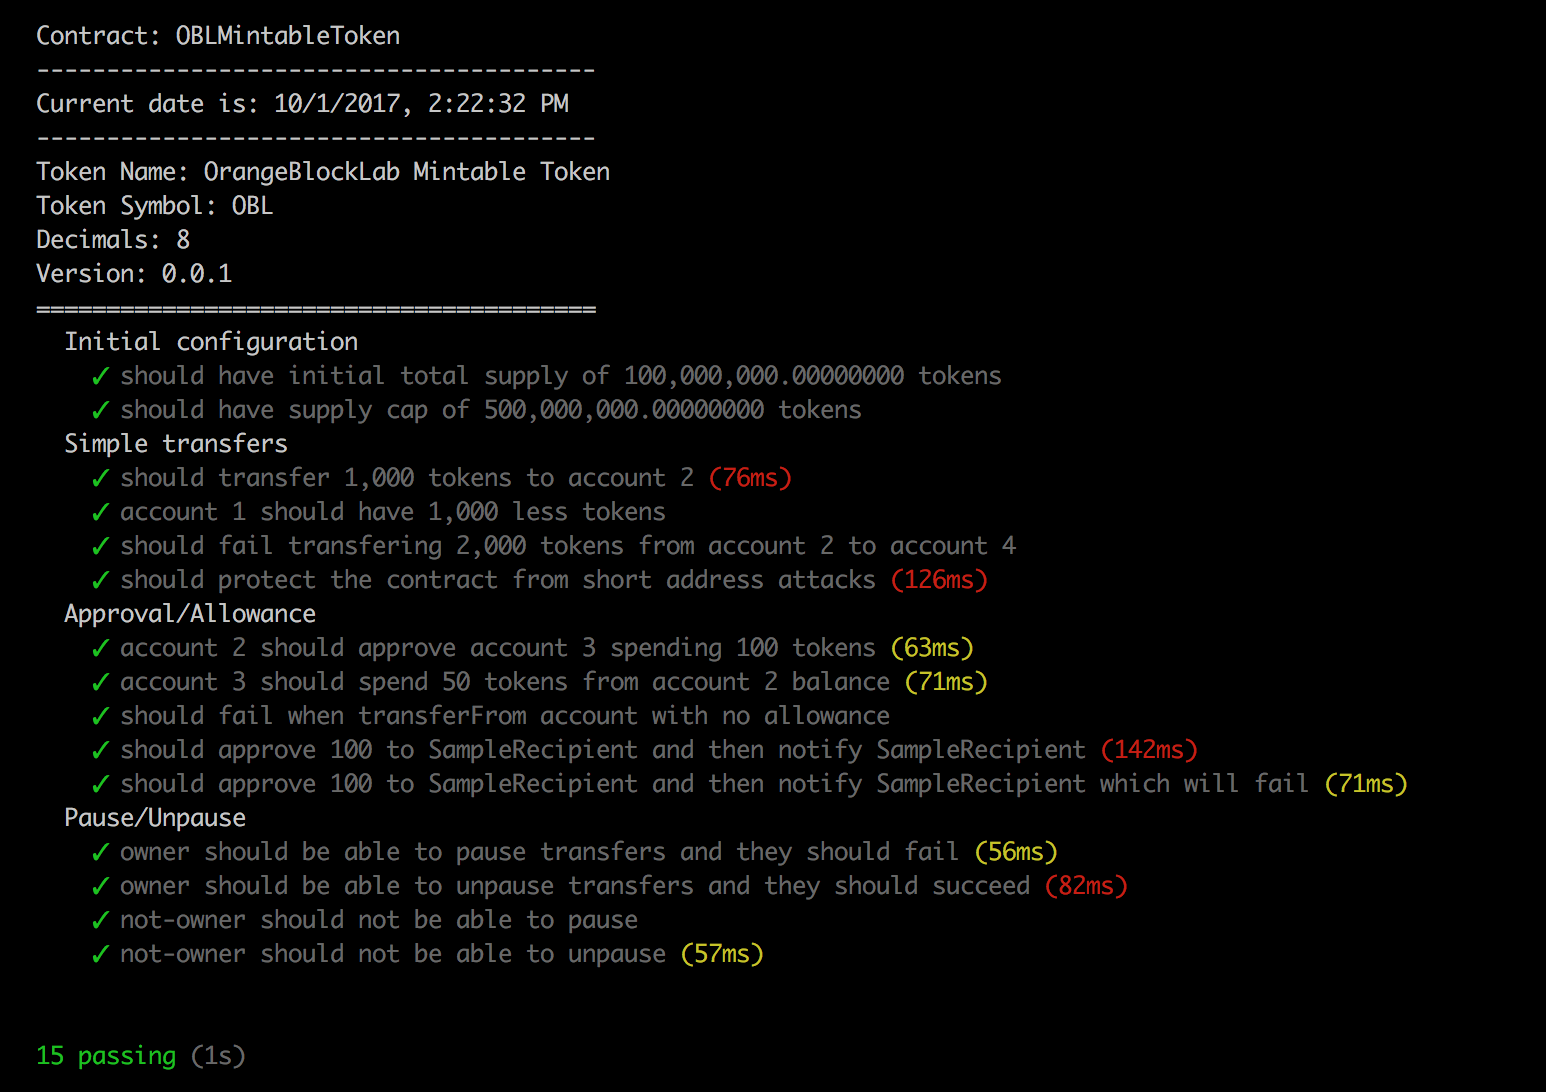 Contract: OBLMintableToken
----------------------------------------
Current date is: 10/1/2017, 2:22:32 PM
----------------------------------------
Token Name: OrangeBlockLab Mintable Token
Token Symbol: OBL
Decimals: 8
Version: 0.0.1
========================================
Initial configuration
✓ should have initial total supply of 100,000,000.00000000 tokens
✓ should have supply cap of 500,000,000.00000000 tokens
Simple transfers
✓ should transfer 1,000 tokens to account 2 (76ms)
✓ account 1 should have 1,000 less tokens
✓ should fail transfering 2,000 tokens from account 2 to account 4
✓ should protect the contract from short address attacks (126ms)
Approval/Allowance
✓ account 2 should approve account 3 spending 100 tokens (63ms)
✓ account 3 should spend 50 tokens from account 2 balance (71ms)
✓ should fail when transferFrom account with no allowance
✓ should approve 100 to SampleRecipient and then notify SampleRecipient (142ms)
✓ should approve 100 to SampleRecipient and then notify SampleRecipient which will fail (71ms)
Pause/Unpause
✓ owner should be able to pause transfers and they should fail (56ms)
✓ owner should be able to unpause transfers and they should succeed (82ms)
✓ not-owner should not be able to pause
✓ not-owner should not be able to unpause (57ms)
15 passing (1s)